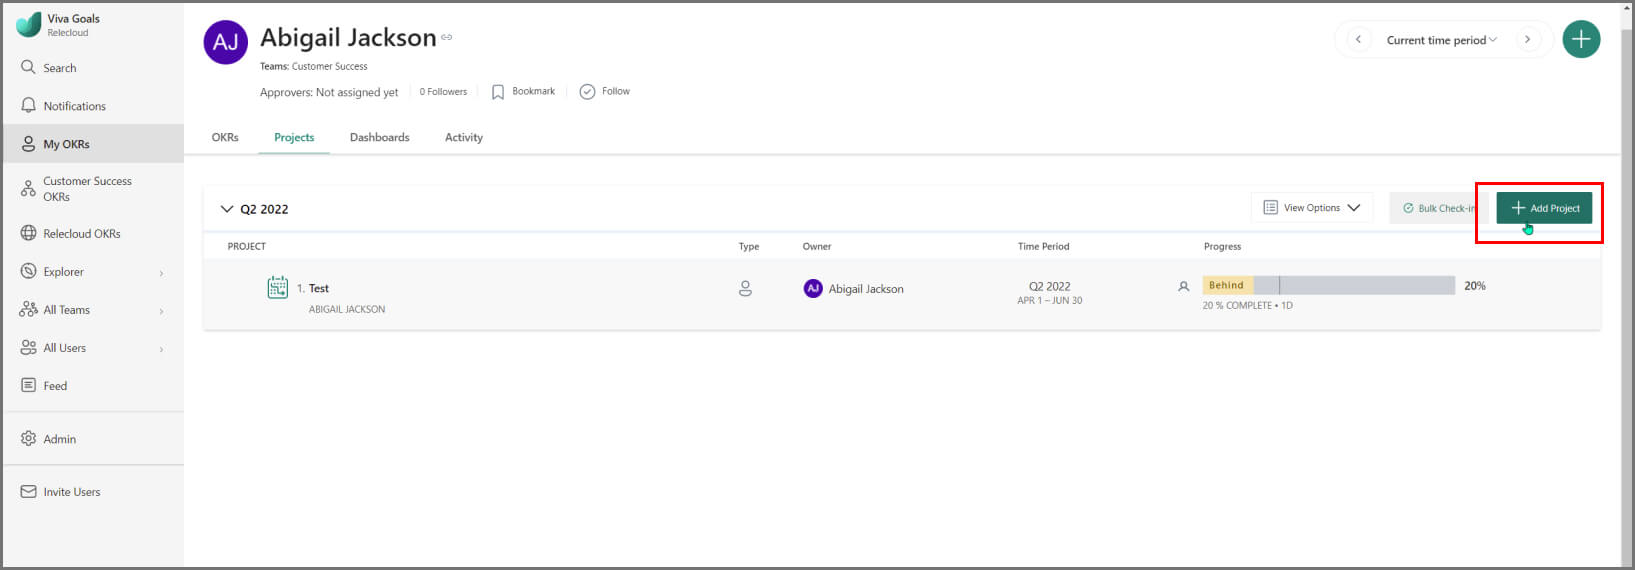 Viva Goals
Relecloud
Search
Notifications
My OKRs
Customer Success
OKRs
Relecloud OKRs
Explorer
All Teams
All Users
Feed
Admin
Invite Users
AJ Abigail Jackson
Teams: Customer Success
Approvers: Not assigned yet 0 Followers Bookmark Follow
Current time period
OKRs Projects Dashboards Activity
Q2 2022 View Options Bulk Check-in Add Project
PROJECT Type Owner Time Period Progress
1. Test AJ Abigail Jackson Q2 2022 Behind 20%
ABIGAIL JACKSON APR 1 – JUN 30 20 % COMPLETE • 1D